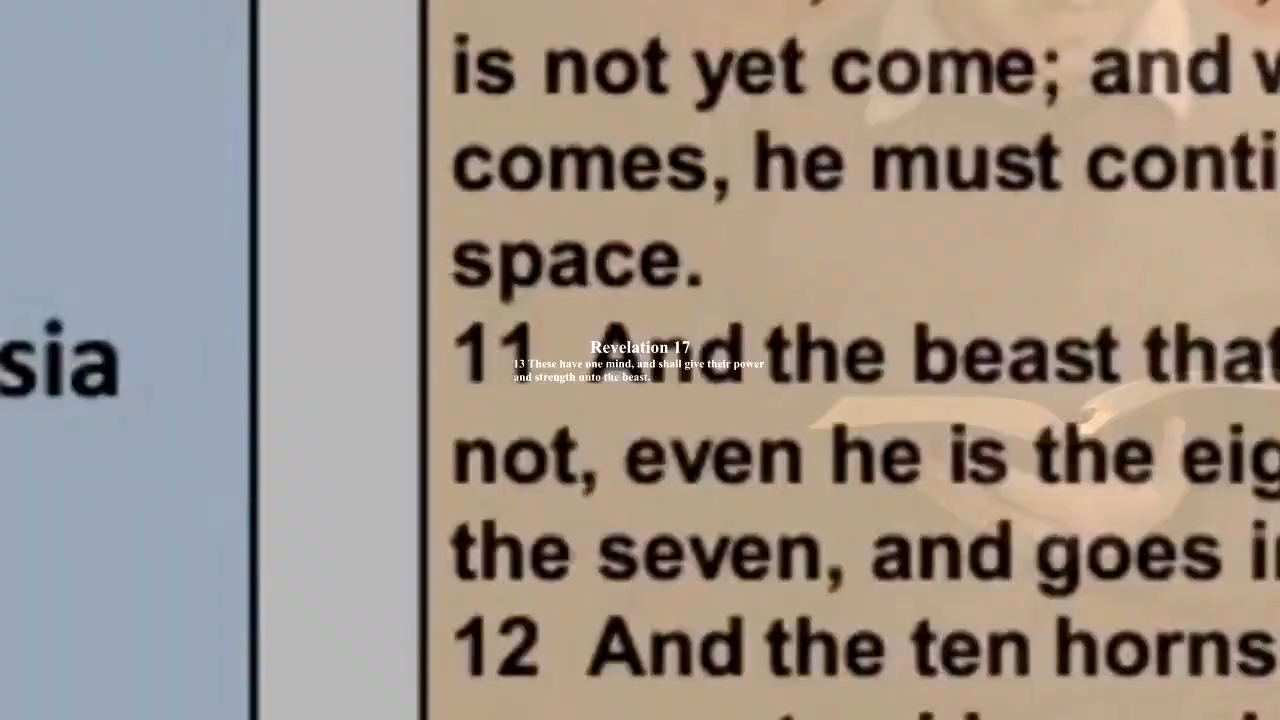 is not yet come; and
comes, he must conti
space.
11 And the beast that
not, even he is the eig
the seven, and goes
12 And the ten horns
sia
Revelation 17
13 These have one mind, and shall give their power
and strength unto the beast.